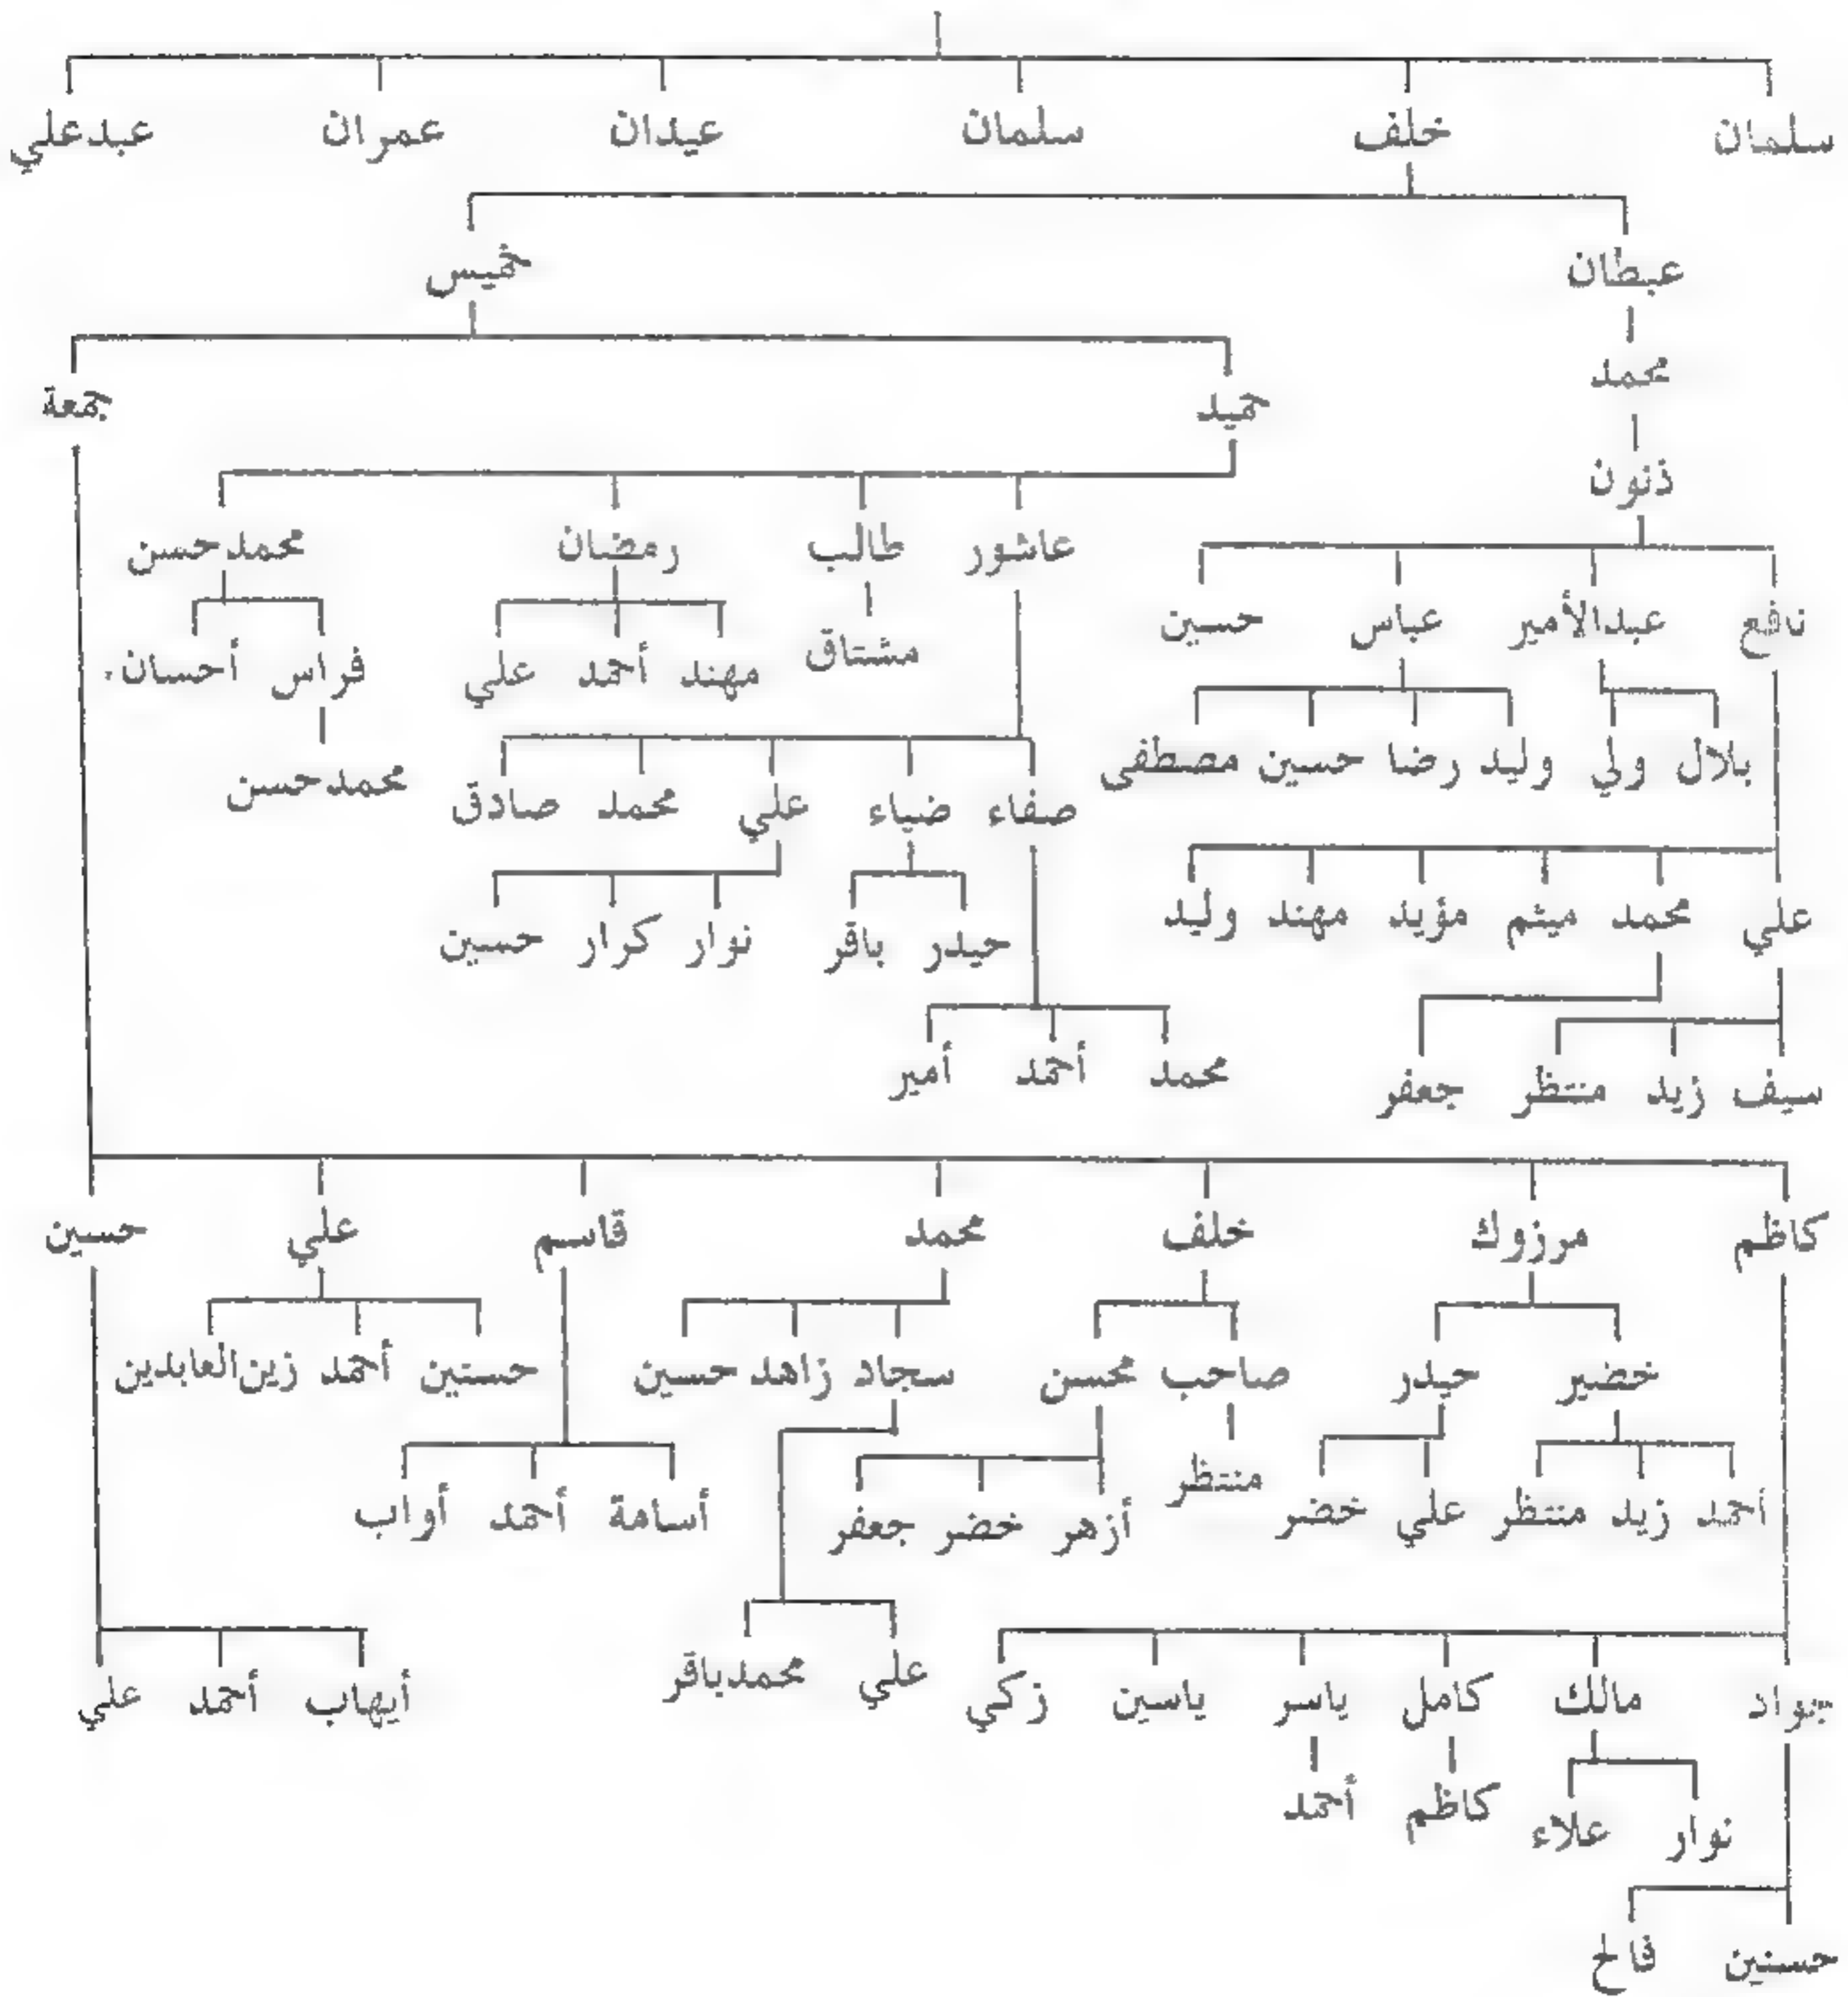 سلمان خلف سلمان عيدان عمران عبدعلي
عبطان خميس
محمد
حميد جمعة
ذنون
عاشور طالب رمضان محمدحسن
نافع عبدالأمير عباس حسين
مشتاق مهند أحمد علي فراس أحسان
بلال ولي وليد رضا حسين مصطفى
محمدحسن
صفاء ضياء علي محمد صادق
علي محمد ميثم مؤيد مهند وليد
حيدر باقر نوار كرار حسين
محمد أحمد أمير
سيف زيد منتظر جعفر
كاظم مرزوك خلف محمد قاسم علي حسين
خضير حيدر صاحب محسن سجاد زاهد حسين حسنين أحمد زين‌العابدين
منتظر
أحمد زيد منتظر علي خضر أزهر خضر جعفر أسامة أحمد أواب
علي محمدباقر
جواد مالك كامل ياسر ياسين زكي أيهاب أحمد علي
كاظم أحمد
نوار علاء
حسنين فالح